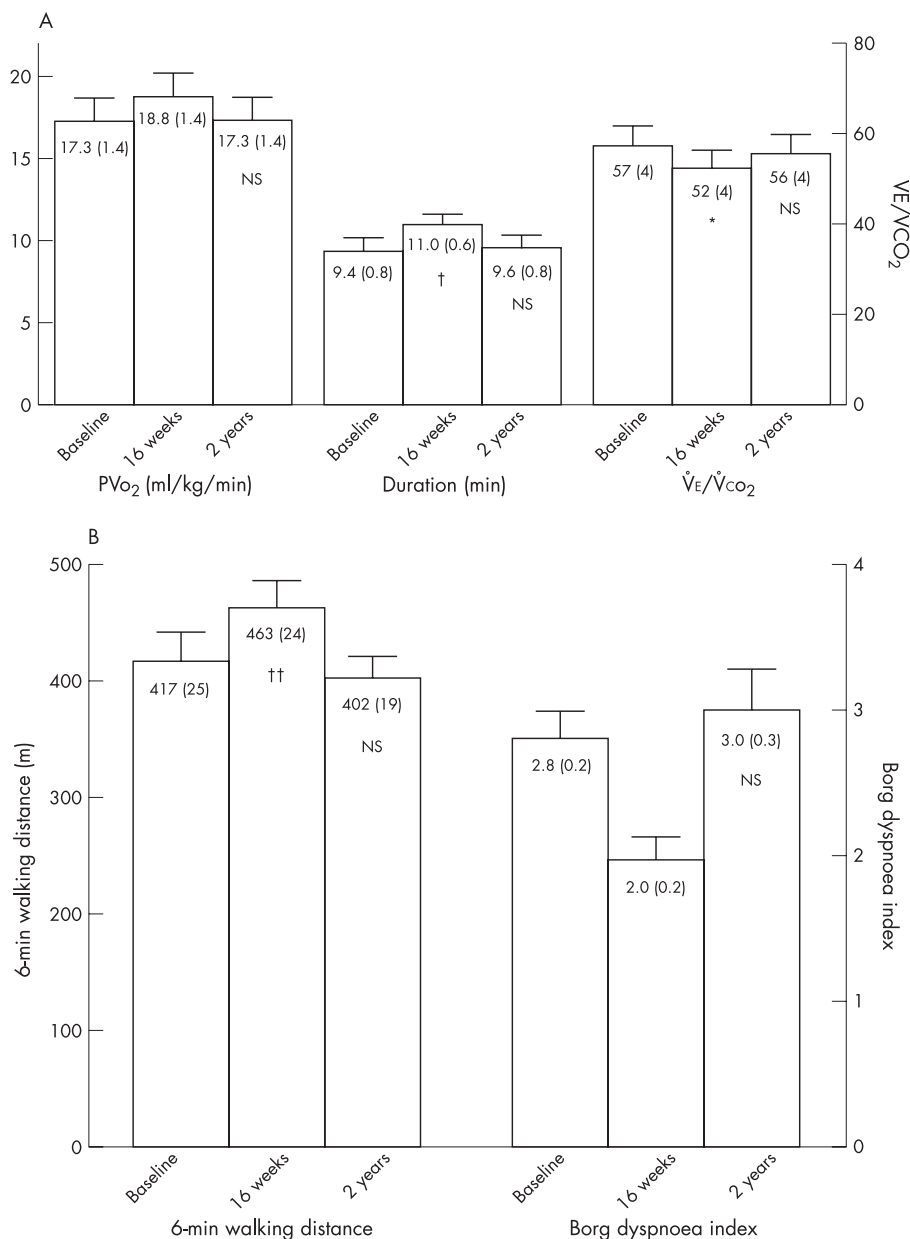 A
20
15
10
5
0
17.3 (1.4)
18.8 (1.4)
17.3 (1.4)
NS
9.4 (0.8)
11.0 (0.6)
†
9.6 (0.8)
NS
57 (4)
52 (4)
*
56 (4)
NS
80
60
40
20
0
VE/VCO₂
Baseline
16 weeks
2 years
Baseline
16 weeks
2 years
Baseline
16 weeks
2 years
PVO₂ (ml/kg/min)
Duration (min)
V̊E/V̊CO₂
B
500
400
300
200
100
0
6-min walking distance (m)
417 (25)
463 (24)
††
402 (19)
NS
2.8 (0.2)
2.0 (0.2)
3.0 (0.3)
NS
4
3
2
1
0
Borg dyspnoea index
Baseline
16 weeks
2 years
Baseline
16 weeks
2 years
6-min walking distance
Borg dyspnoea index